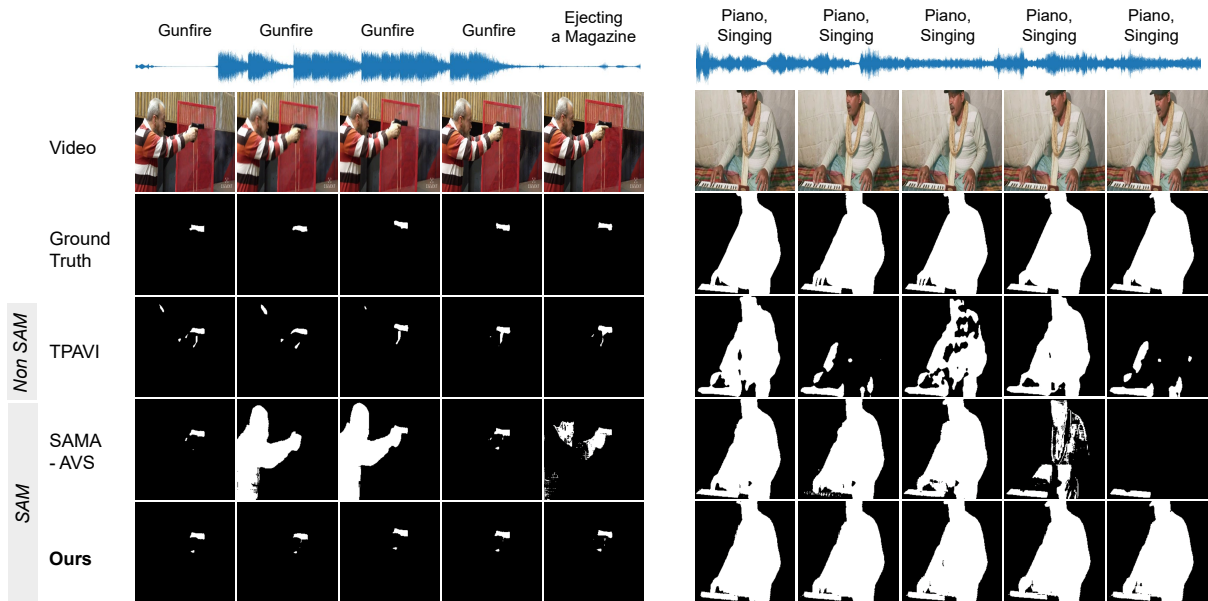 Gunfire
Gunfire
Gunfire
Gunfire
Ejecting
a Magazine
Piano,
Singing
Piano,
Singing
Piano,
Singing
Piano,
Singing
Piano,
Singing
Video
Ground
Truth
Non SAM
TPAVI
SAM
SAMA
- AVS
Ours